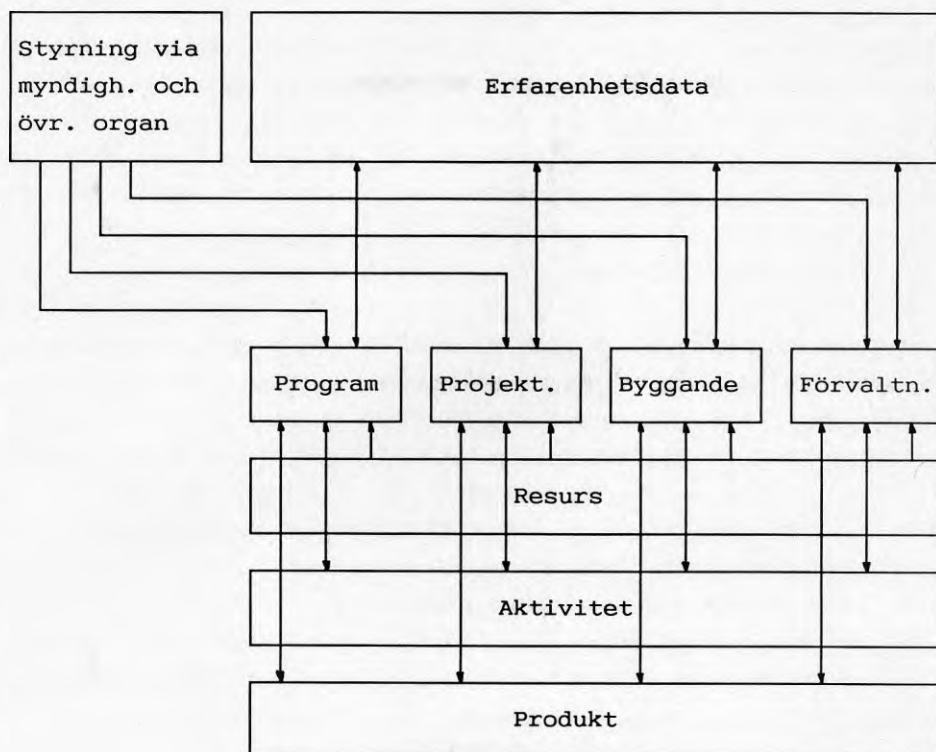 Styrning via
myndigh. och
övr. organ
Erfarenhetsdata
Program
Projekt.
Byggande
Förvaltn.
Resurs
Aktivitet
Produkt